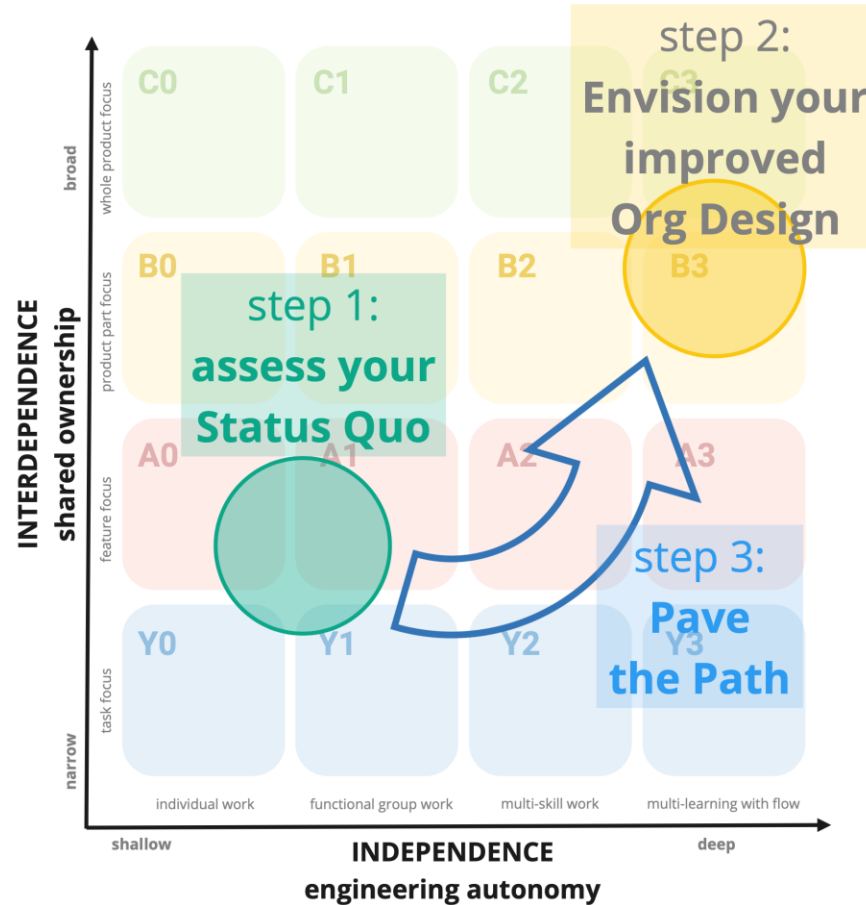 step 2:
Envision your
improved
Org Design
C0
C1
C2
C3
whole product focus
broad
B0
B1
B2
B3
step 1:
assess your
Status Quo
product part focus
INTERDEPENDENCE
shared ownership
A0
A1
A2
A3
feature focus
step 3:
Pave
the Path
Y0
Y1
Y2
Y3
task focus
narrow
individual work
functional group work
multi-skill work
multi-learning with flow
shallow
INDEPENDENCE
engineering autonomy
deep